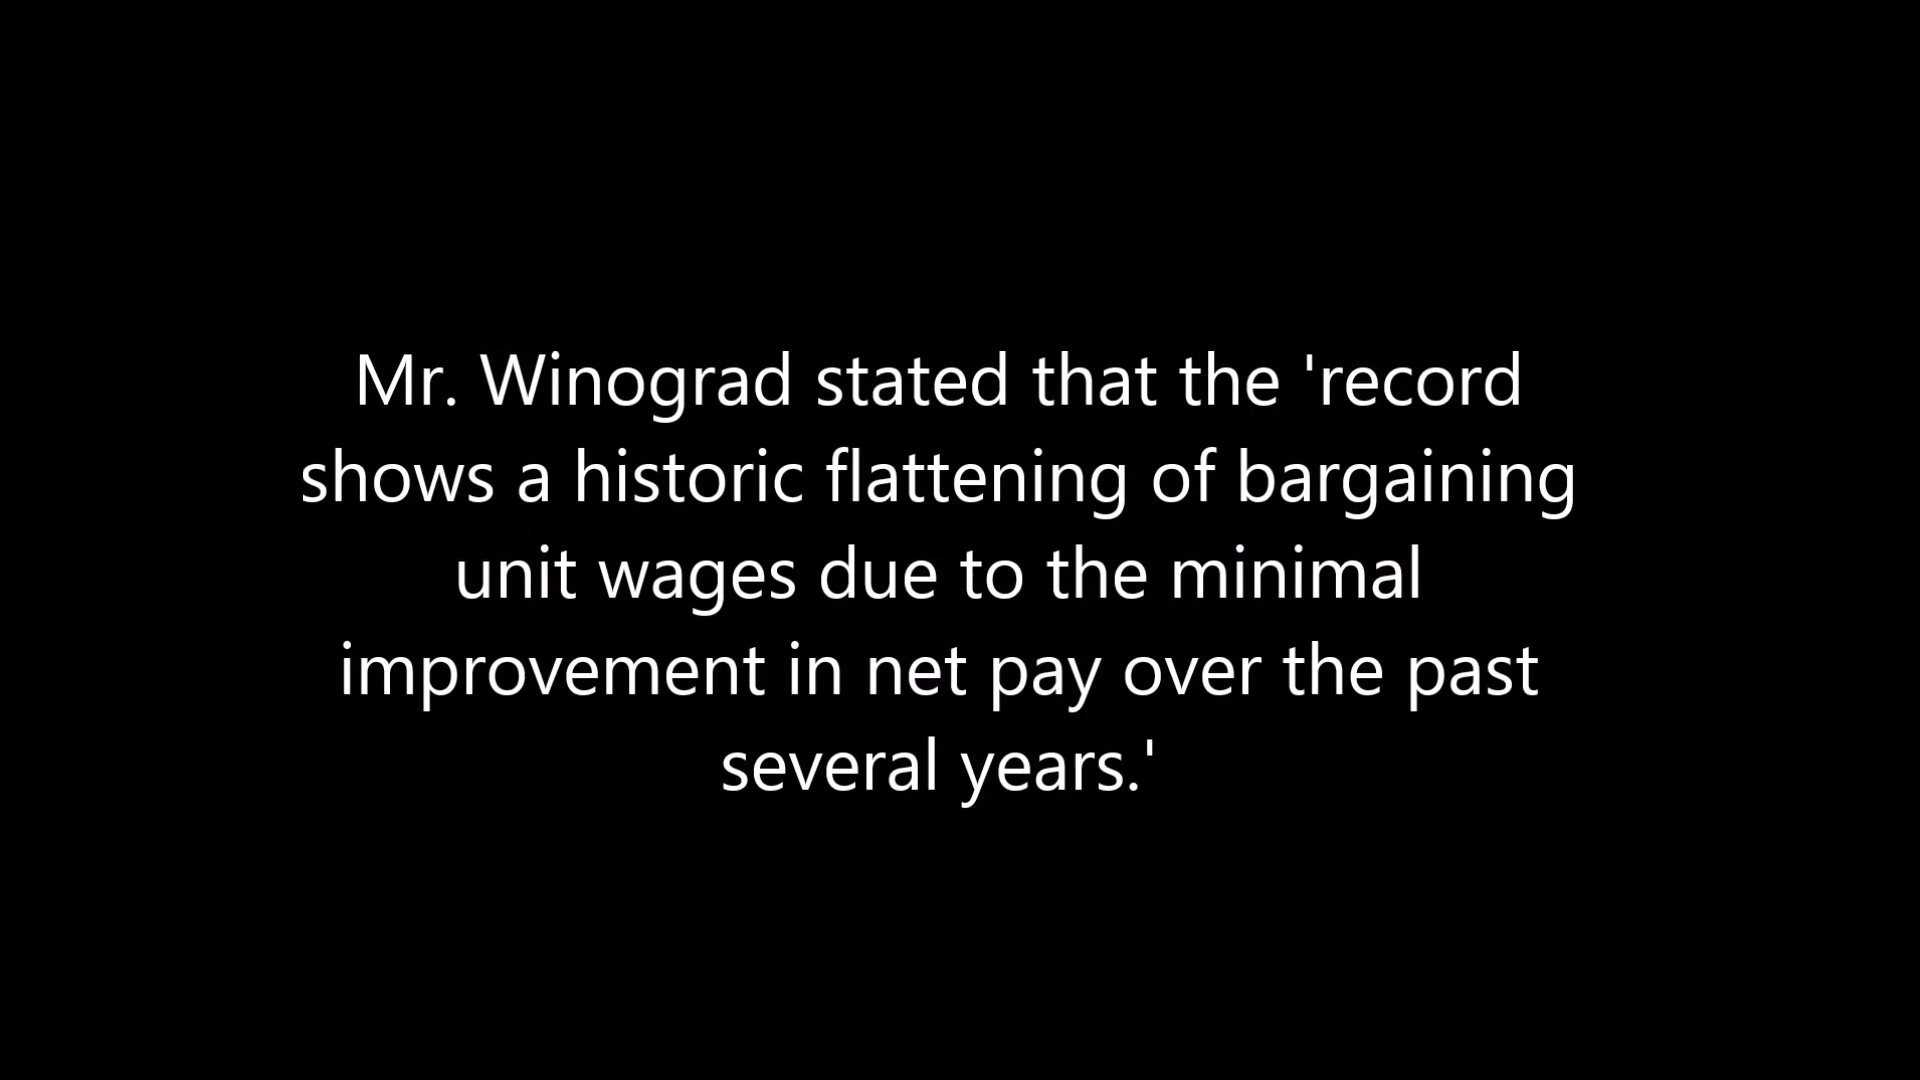 Mr. Winograd stated that the 'record
shows a historic flattening of bargaining
unit wages due to the minimal
improvement in net pay over the past
several years.'